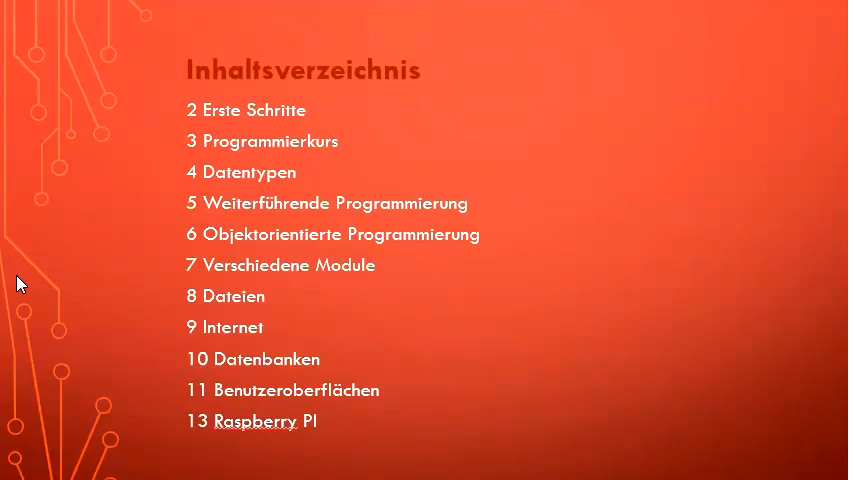 Inhaltsverzeichnis
2 Erste Schritte
3 Programmierkurs
4 Datentypen
5 Weiterführende Programmierung
6 Objektorientierte Programmierung
7 Verschiedene Module
8 Dateien
9 Internet
10 Datenbanken
11 Benutzeroberflächen
13 Raspberry PI